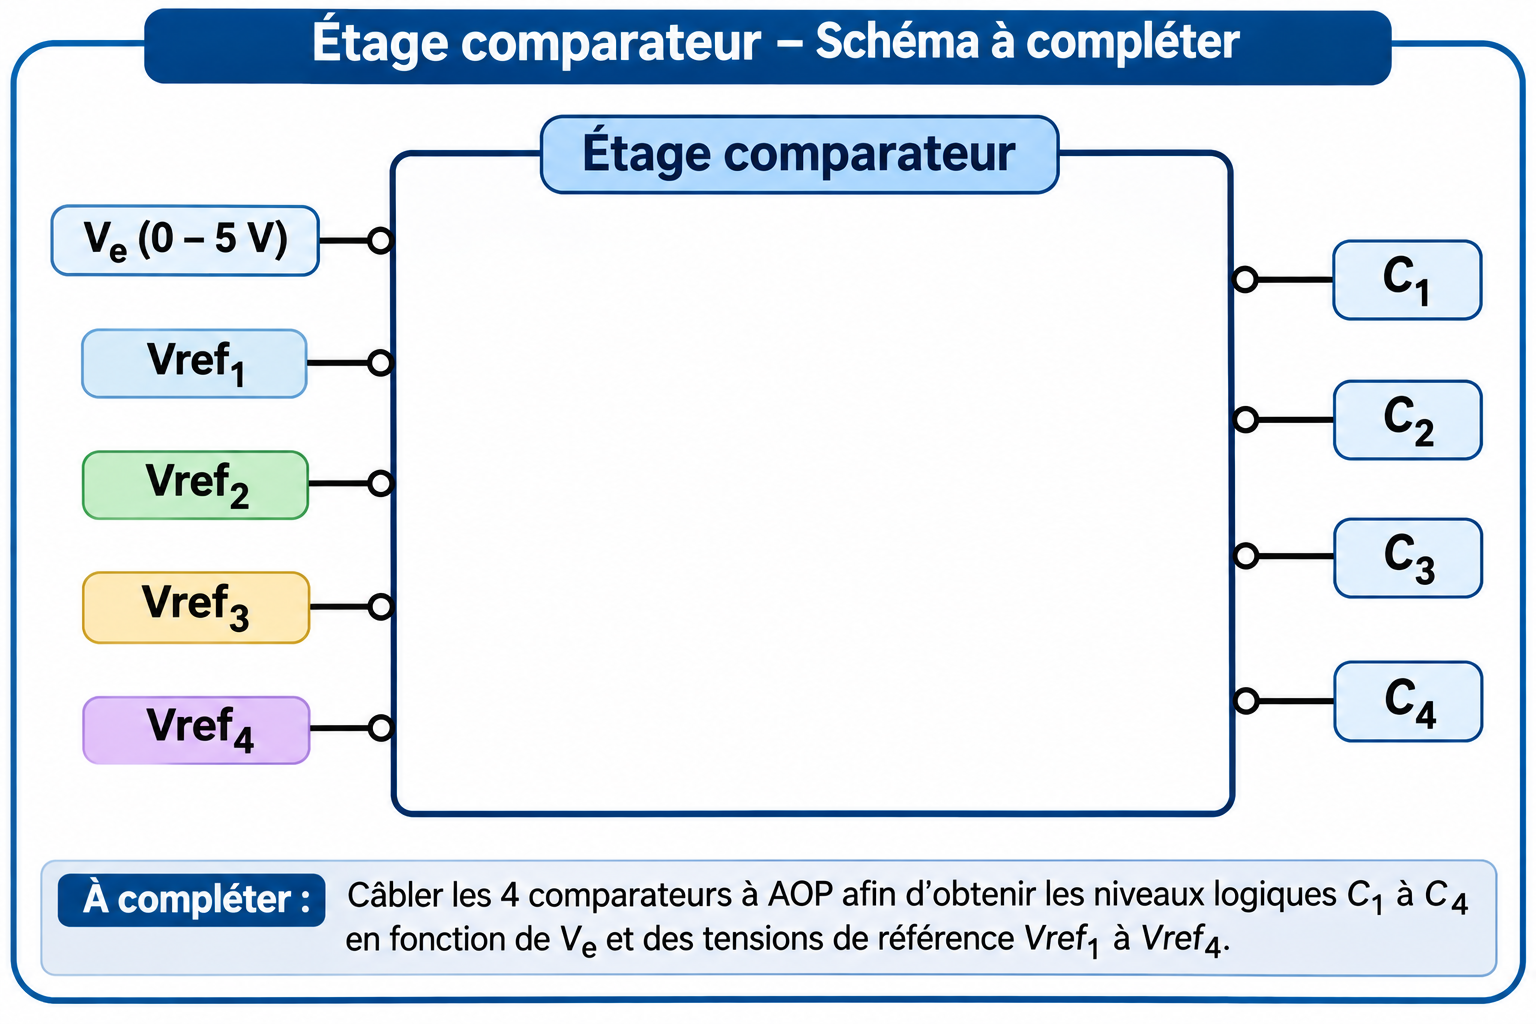 Étage comparateur – Schéma à compléter
Étage comparateur
Vₑ (0 – 5 V)
Vref₁
Vref₂
Vref₃
Vref₄
C₁
C₂
C₃
C₄
À compléter :
Câbler les 4 comparateurs à AOP afin d’obtenir les niveaux logiques C₁ à C₄
en fonction de Vₑ et des tensions de référence Vref₁ à Vref₄.